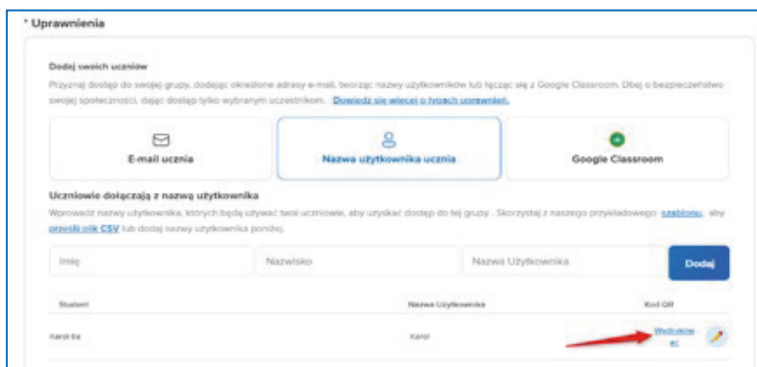 * Uprawnienia
Dodaj swoich uczniów
Przyznaj dostęp do swojej grupy, dodając określone adresy e-mail, tworząc nazwy użytkowników lub łącząc się z Google Classroom. Dbaj o bezpieczeństwo
swojej społeczności, dając dostęp tylko wybranym uczestnikom. Dowiedz się więcej o typach uprawnień.
E-mail ucznia
Nazwa użytkownika ucznia
Google Classroom
Uczniowie dołączają z nazwą użytkownika
Wprowadź nazwy użytkownika, których będą używać twoi uczniowie, aby uzyskać dostęp do tej grupy . Skorzystaj z naszego przykładowego szablonu, aby
prześlij plik CSV lub dodaj nazwy użytkownika poniżej.
Imię
Nazwisko
Nazwa Użytkownika
Dodaj
Student
Nazwa Użytkownika
Kod QR
Karol Ba
Karol
Wydrukow
ać